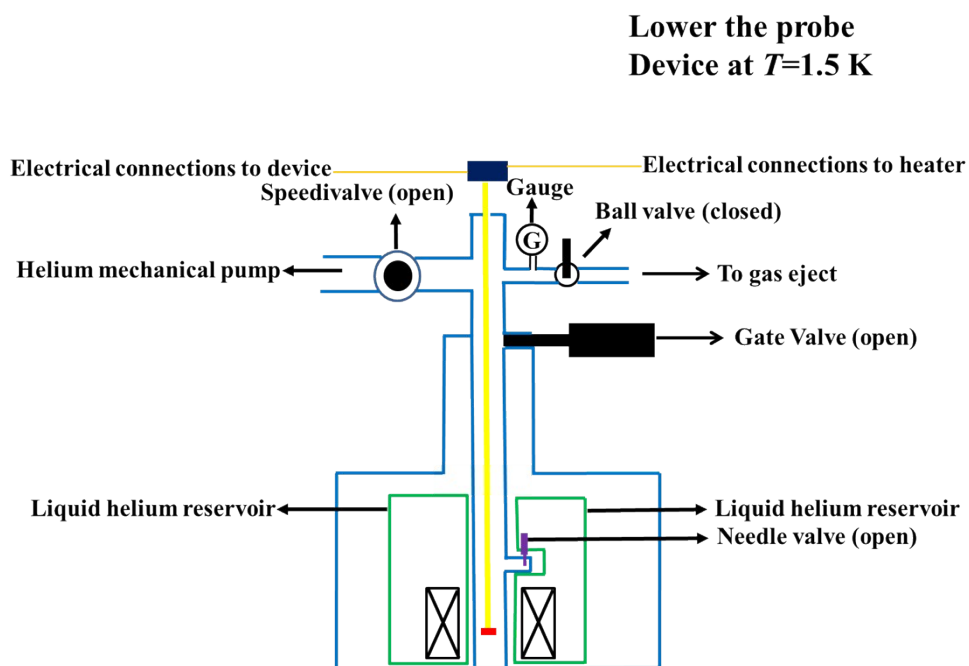 Lower the probe
Device at T=1.5 K
Electrical connections to device
Electrical connections to heater
Speedivalve (open)
Gauge
Ball valve (closed)
G
Helium mechanical pump
To gas eject
Gate Valve (open)
Liquid helium reservoir
Liquid helium reservoir
Needle valve (open)